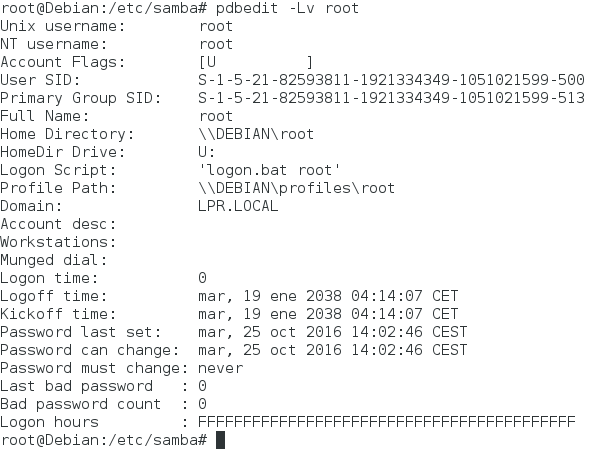 root@Debian:/etc/samba# pdbedit -Lv root
Unix username:        root
NT username:          root
Account Flags:        [U          ]
User SID:             S-1-5-21-82593811-1921334349-1051021599-500
Primary Group SID:    S-1-5-21-82593811-1921334349-1051021599-513
Full Name:            root
Home Directory:       \\DEBIAN\root
HomeDir Drive:        U:
Logon Script:         'logon.bat root'
Profile Path:         \\DEBIAN\profiles\root
Domain:               LPR.LOCAL
Account desc:
Workstations:
Munged dial:
Logon time:           0
Logoff time:          mar, 19 ene 2038 04:14:07 CET
Kickoff time:         mar, 19 ene 2038 04:14:07 CET
Password last set:    mar, 25 oct 2016 14:02:46 CEST
Password can change:  mar, 25 oct 2016 14:02:46 CEST
Password must change: never
Last bad password   : 0
Bad password count  : 0
Logon hours         : FFFFFFFFFFFFFFFFFFFFFFFFFFFFFFFFFFFFFFFFFF
root@Debian:/etc/samba#